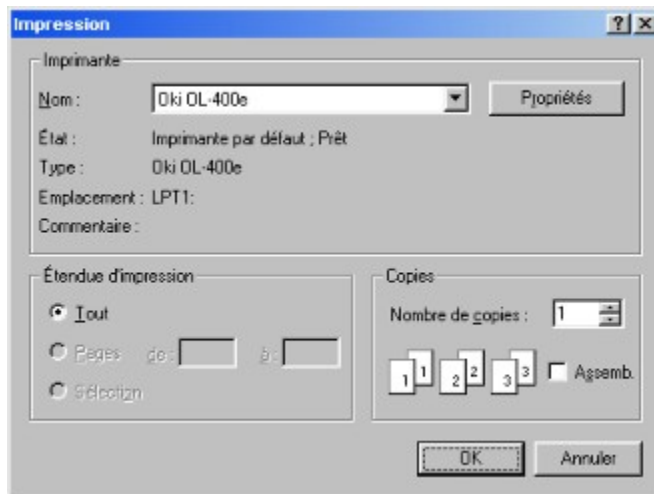 Impression
Imprimante
Nom : Oki OL-400e Propriétés
État : Imprimante par défaut ; Prêt
Type : Oki OL-400e
Emplacement : LPT1:
Commentaire :
Étendue d'impression
Tout
Pages de : à :
Sélection
Copies
Nombre de copies : 1
1 1 2 2 3 3 Assemb.
OK Annuler